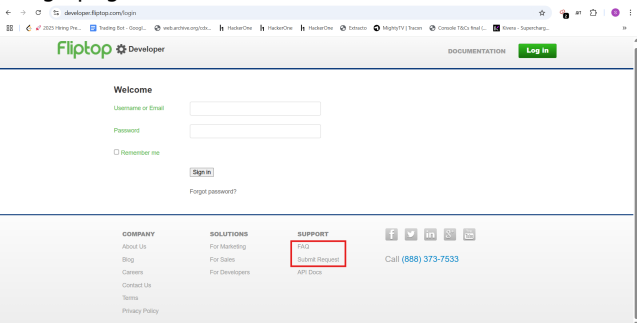 developer.fliptop.com/login
2025 Hiring Pre... Trading Bot - Googl... web.archive.org/cdx... HackerOne HackerOne HackerOne Extracto MightyTV | Tracxn Console T&Cs final (... Kivera - Supercharg...
Fliptop Developer
DOCUMENTATION Log in
Welcome
Username or Email
Password
Remember me
Sign in
Forgot password?
COMPANY SOLUTIONS SUPPORT
About Us For Marketing FAQ
Blog For Sales Submit Request Call (888) 373-7533
Careers For Developers API Docs
Contact Us
Terms
Privacy Policy